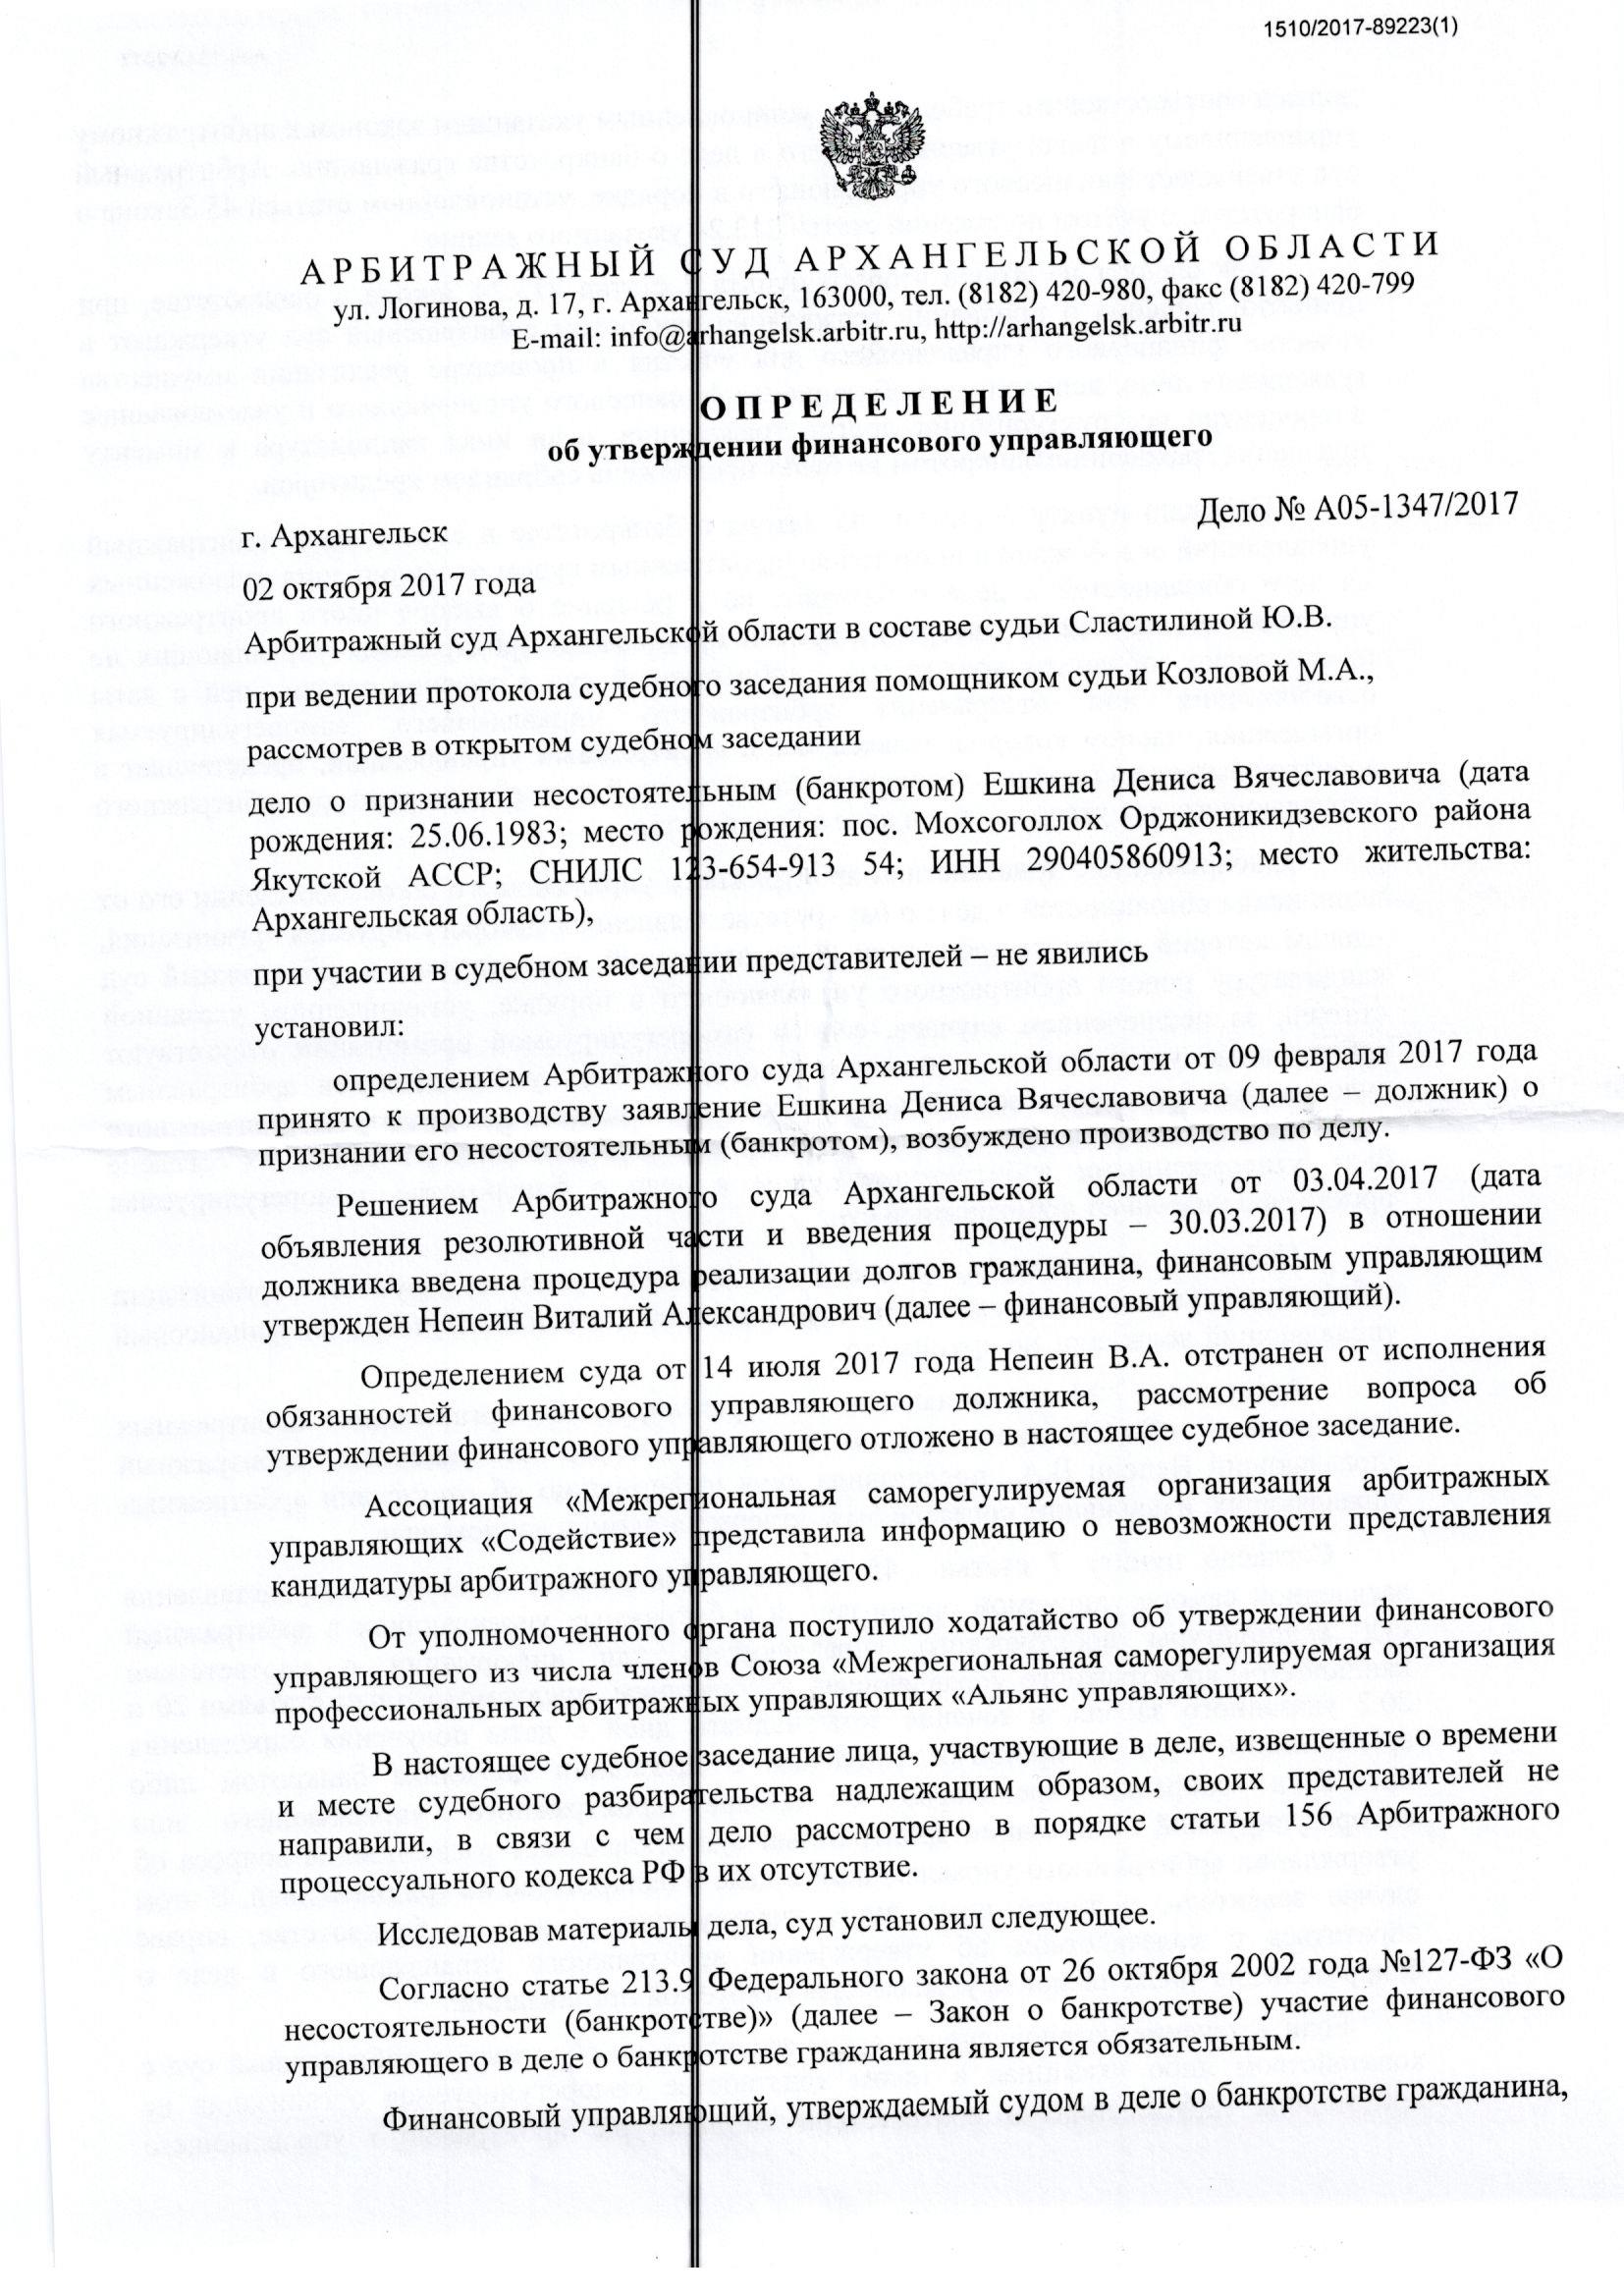 1510/2017-89223(1)
АРБИТРАЖНЫЙ СУД АРХАНГЕЛЬСКОЙ ОБЛАСТИ
ул. Логинова, д. 17, г. Архангельск, 163000, тел. (8182) 420-980, факс (8182) 420-799
E-mail: info@arhangelsk.arbitr.ru, http://arhangelsk.arbitr.ru
ОПРЕДЕЛЕНИЕ
об утверждении финансового управляющего
г. Архангельск Дело № А05-1347/2017
02 октября 2017 года
Арбитражный суд Архангельской области в составе судьи Сластилиной Ю.В.
при ведении протокола судебного заседания помощником судьи Козловой М.А.,
рассмотрев в открытом судебном заседании
дело о признании несостоятельным (банкротом) Ешкина Дениса Вячеславовича (дата
рождения: 25.06.1983; место рождения: пос. Мохсоголлох Орджоникидзевского района
Якутской АССР; СНИЛС 123-654-913 54; ИНН 290405860913; место жительства:
Архангельская область),
при участии в судебном заседании представителей – не явились
установил:
определением Арбитражного суда Архангельской области от 09 февраля 2017 года
принято к производству заявление Ешкина Дениса Вячеславовича (далее – должник) о
признании его несостоятельным (банкротом), возбуждено производство по делу.
Решением Арбитражного суда Архангельской области от 03.04.2017 (дата
объявления резолютивной части и введения процедуры – 30.03.2017) в отношении
должника введена процедура реализации долгов гражданина, финансовым управляющим
утвержден Непеин Виталий Александрович (далее – финансовый управляющий).
Определением суда от 14 июля 2017 года Непеин В.А. отстранен от исполнения
обязанностей финансового управляющего должника, рассмотрение вопроса об
утверждении финансового управляющего отложено в настоящее судебное заседание.
Ассоциация «Межрегиональная саморегулируемая организация арбитражных
управляющих «Содействие» представила информацию о невозможности представления
кандидатуры арбитражного управляющего.
От уполномоченного органа поступило ходатайство об утверждении финансового
управляющего из числа членов Союза «Межрегиональная саморегулируемая организация
профессиональных арбитражных управляющих «Альянс управляющих».
В настоящее судебное заседание лица, участвующие в деле, извещенные о времени
и месте судебного разбирательства надлежащим образом, своих представителей не
направили, в связи с чем дело рассмотрено в порядке статьи 156 Арбитражного
процессуального кодекса РФ в их отсутствие.
Исследовав материалы дела, суд установил следующее.
Согласно статье 213.9 Федерального закона от 26 октября 2002 года №127-ФЗ «О
несостоятельности (банкротстве)» (далее – Закон о банкротстве) участие финансового
управляющего в деле о банкротстве гражданина является обязательным.
Финансовый управляющий, утверждаемый судом в деле о банкротстве гражданина,